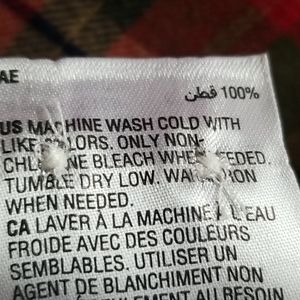 AE
100% قطن
US MACHINE WASH COLD WITH
LIKE COLORS. ONLY NON-
CHLORINE BLEACH WHEN NEEDED.
TUMBLE DRY LOW. WARM IRON
WHEN NEEDED.
CA LAVER À LA MACHINE À L'EAU
FROIDE AVEC DES COULEURS
SEMBLABLES. UTILISER UN
AGENT DE BLANCHIMENT NON
SEULEMENT AU BESOIN